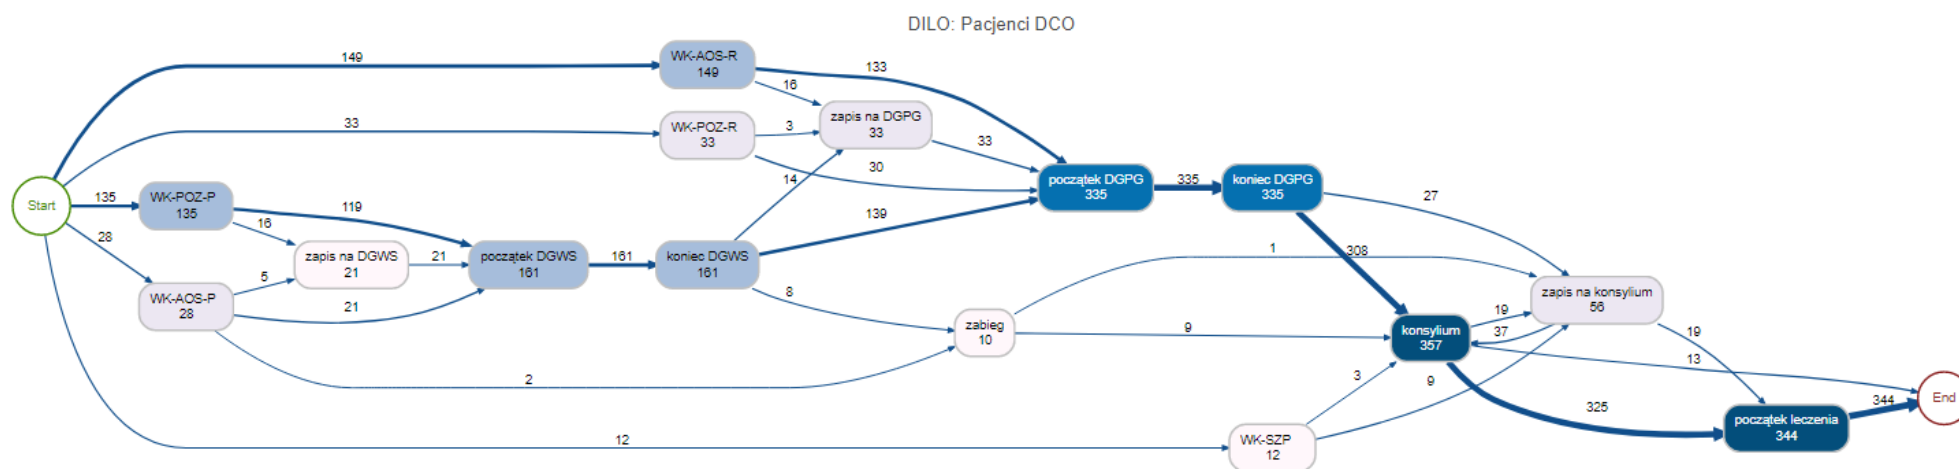 DILO: Pacjenci DCO
149
WK-AOS-R
149
133
16
33
WK-POZ-R
33
3
zapis na DGPG
33
33
30
14
początek DGPG
335
335
koniec DGPG
335
27
Start
135
WK-POZ-P
135
119
16
28
zapis na DGWS
21
21
początek DGWS
161
161
koniec DGWS
161
139
5
WK-AOS-P
28
21
8
1
308
zapis na konsylium
56
zabieg
10
9
konsylium
357
19
37
19
13
2
3
9
12
WK-SZP
12
325
początek leczenia
344
344
End